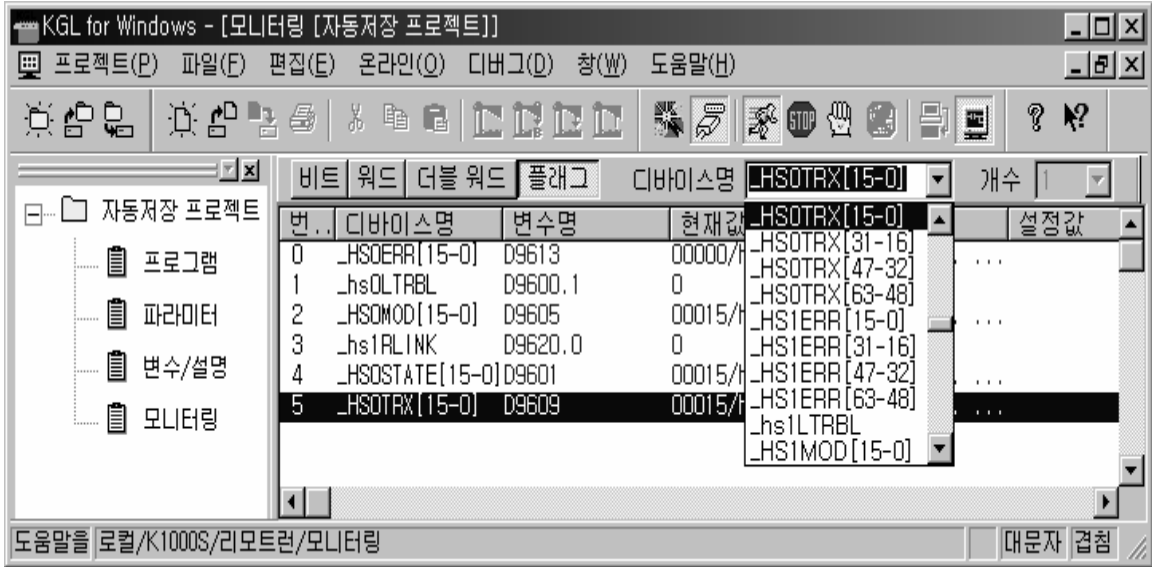 KGL for Windows - [모니터링 [자동저장 프로젝트]]
프로젝트(P) 파일(F) 편집(E) 온라인(O) 디버그(D) 창(W) 도움말(H)
STOP
비트 워드 더블 워드 플래그 디바이스명 _HS0TRX[15-0] 개수 1
자동저장 프로젝트
프로그램
파라미터
변수/설명
모니터링
번.. 디바이스명 변수명 현재값 설정값
0 _HS0ERR[15-0] D9613 00000/h ...
1 _hs0LTRBL D9600.1 0
2 _HS0MOD[15-0] D9605 00015/h ...
3 _hs1RLINK D9620.0 0
4 _HS0STATE[15-0] D9601 00015/h ...
5 _HS0TRX[15-0] D9609 00015/h ...
_HS0TRX[15-0]
_HS0TRX[31-16]
_HS0TRX[47-32]
_HS0TRX[63-48]
_HS1ERR[15-0]
_HS1ERR[31-16]
_HS1ERR[47-32]
_HS1ERR[63-48]
_hs1LTRBL
_HS1MOD[15-0]
도움말을 로컬/K1000S/리모트런/모니터링 대문자 겹침